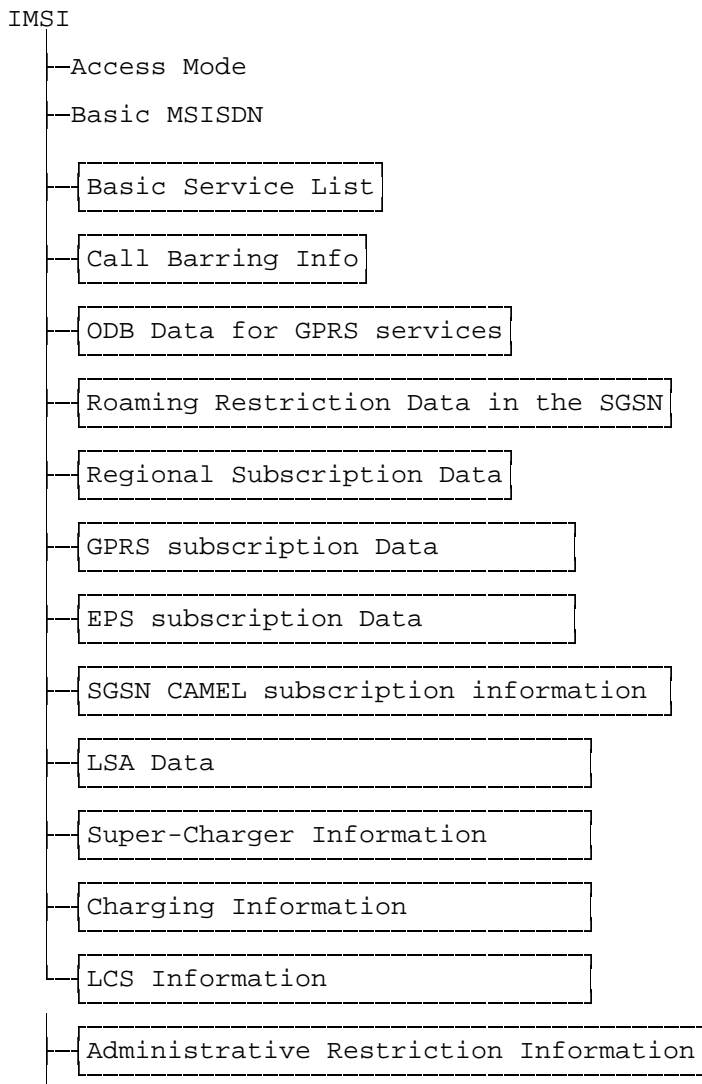 IMSI
Access Mode
Basic MSISDN
Basic Service List
Call Barring Info
ODB Data for GPRS services
Roaming Restriction Data in the SGSN
Regional Subscription Data
GPRS subscription Data
EPS subscription Data
SGSN CAMEL subscription information
LSA Data
Super-Charger Information
Charging Information
LCS Information
Administrative Restriction Information